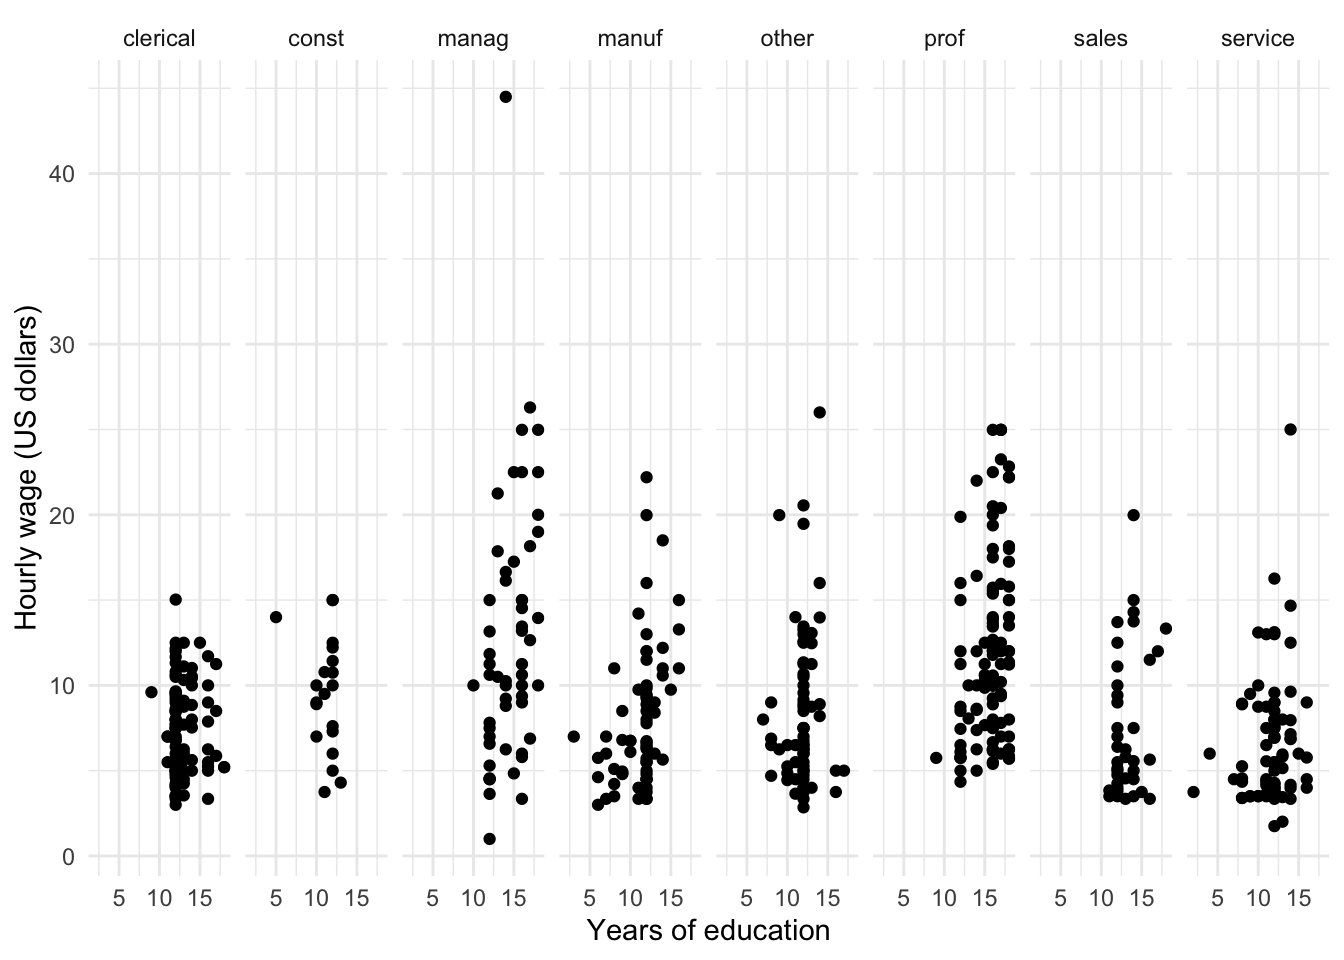 clerical const manag manuf other prof sales service
40
30
20
10
0
5 10 15 5 10 15 5 10 15 5 10 15 5 10 15 5 10 15 5 10 15 5 10 15
Years of education
Hourly wage (US dollars)